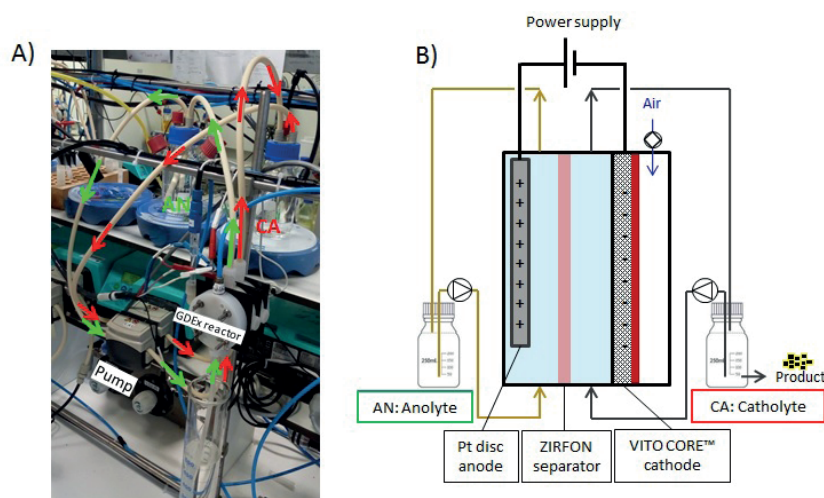 A)
AN
CA
GDEx reactor
Pump
B)
Power supply
Air
+
+
+
+
+
+
+
+
-
-
-
-
-
-
-
-
250ml
250ml
Product
AN: Anolyte
CA: Catholyte
Pt disc
anode
ZIRFON
separator
VITO CORE™
cathode